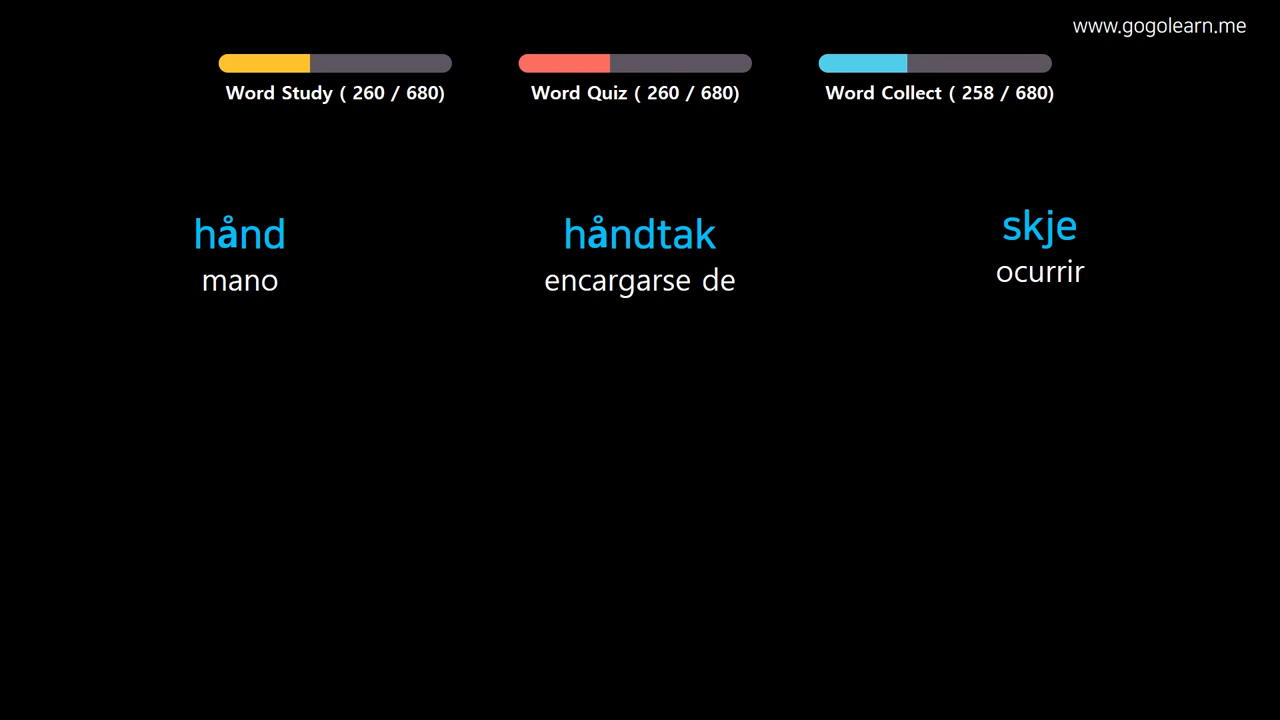 www.gogolearn.me
Word Study ( 260 / 680)
Word Quiz ( 260 / 680)
Word Collect ( 258 / 680)
hånd
mano
håndtak
encargarse de
skje
ocurrir